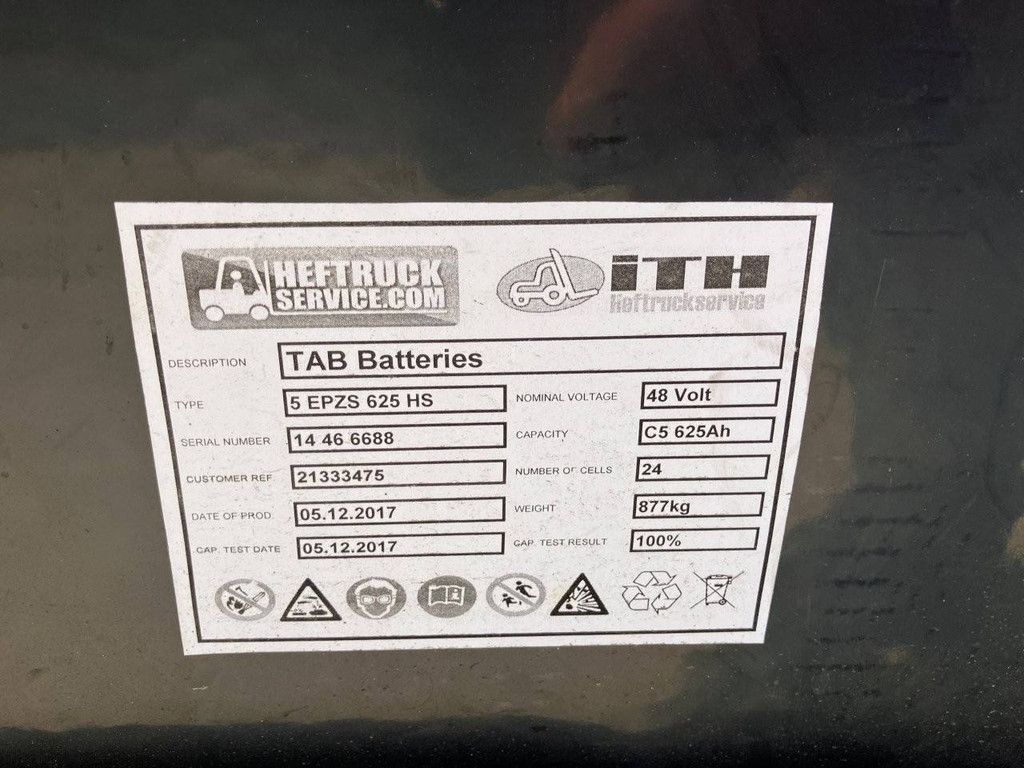 HEFTRUCK
SERVICE.COM
iTH
Heftruckservice
DESCRIPTION TAB Batteries
TYPE 5 EPZS 625 HS NOMINAL VOLTAGE 48 Volt
SERIAL NUMBER 14 46 6688 CAPACITY C5 625Ah
CUSTOMER REF. 21333475 NUMBER OF CELLS 24
DATE OF PROD. 05.12.2017 WEIGHT 877kg
CAP. TEST DATE 05.12.2017 CAP. TEST RESULT 100%